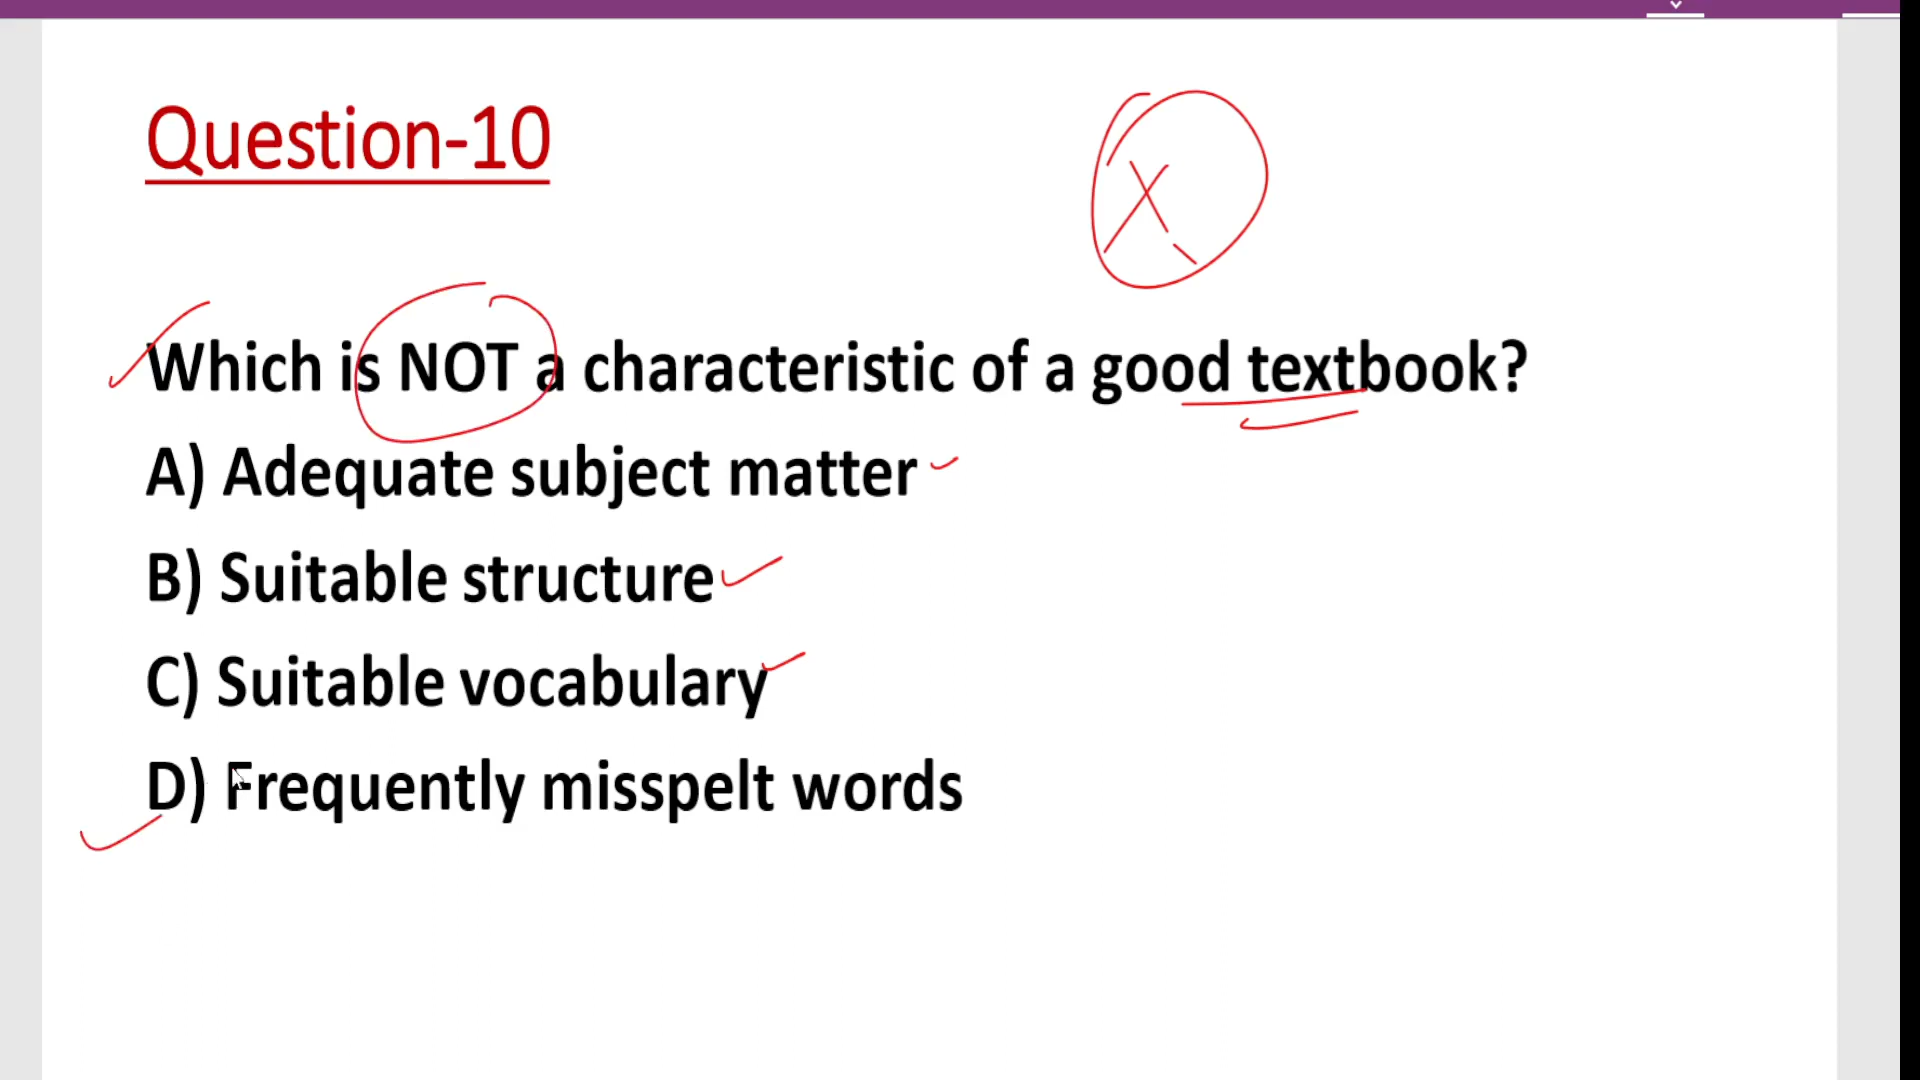 Question-10
X
Which is NOT a characteristic of a good textbook?
A) Adequate subject matter
B) Suitable structure
C) Suitable vocabulary
D) Frequently misspelt words